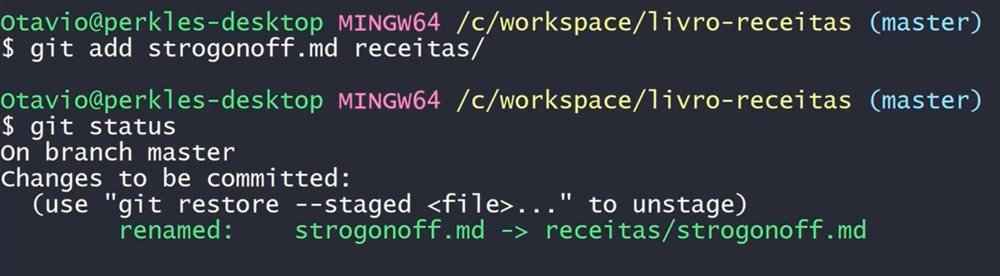 Otavio@perkles-desktop MINGW64 /c/workspace/livro-receitas (master)
$ git add strogonoff.md receitas/
Otavio@perkles-desktop MINGW64 /c/workspace/livro-receitas (master)
$ git status
On branch master
Changes to be committed:
  (use "git restore --staged <file>..." to unstage)
        renamed:    strogonoff.md -> receitas/strogonoff.md